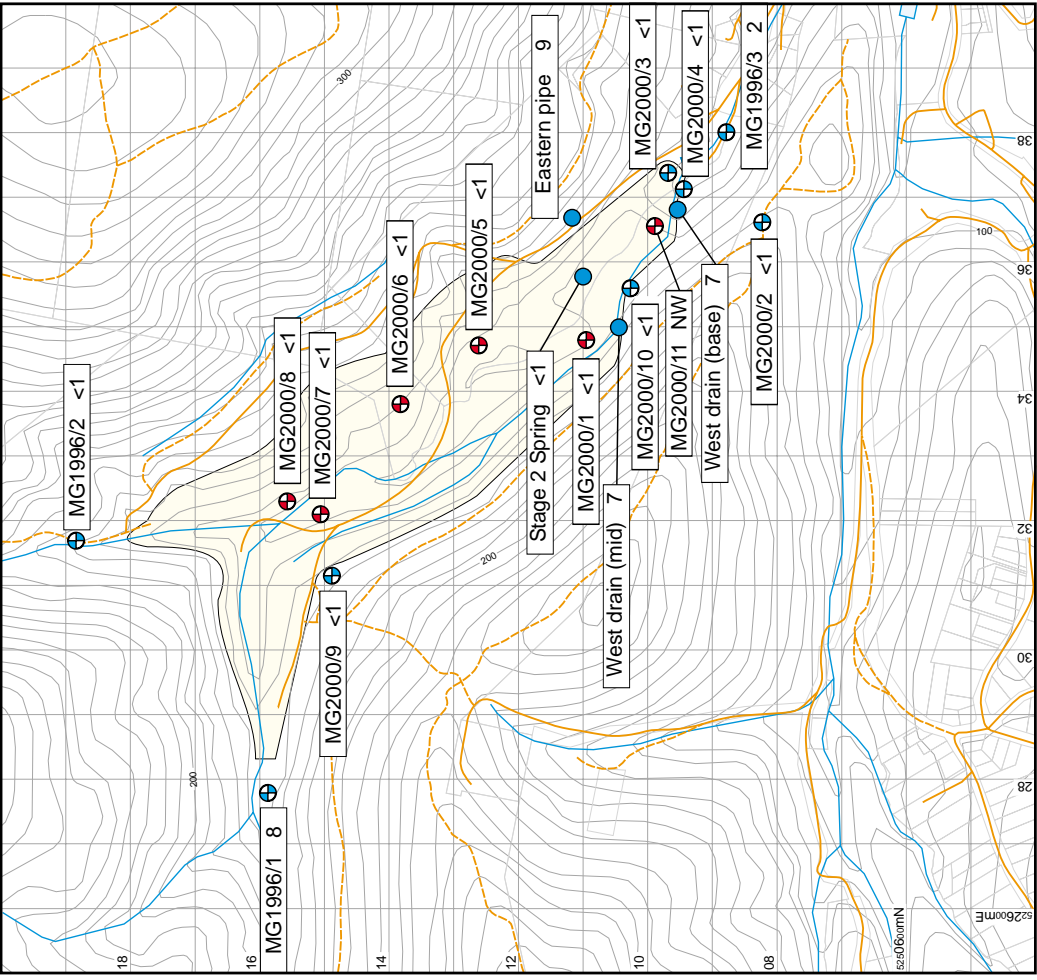 MG1996/2 <1
MG2000/8 <1
MG2000/7 <1
MG2000/6 <1
MG2000/5 <1
Eastern pipe 9
MG2000/3 <1
MG2000/4 <1
MG1996/3 2
MG1996/1 8
MG2000/9 <1
Stage 2 Spring <1
West drain (mid) 7
MG2000/1 <1
MG2000/10 <1
MG2000/11 NW
West drain (base) 7
MG2000/2 <1
300
200
200
100
18
16
14
12
10
08
5250600mN
522600mE
28
30
32
34
36
38